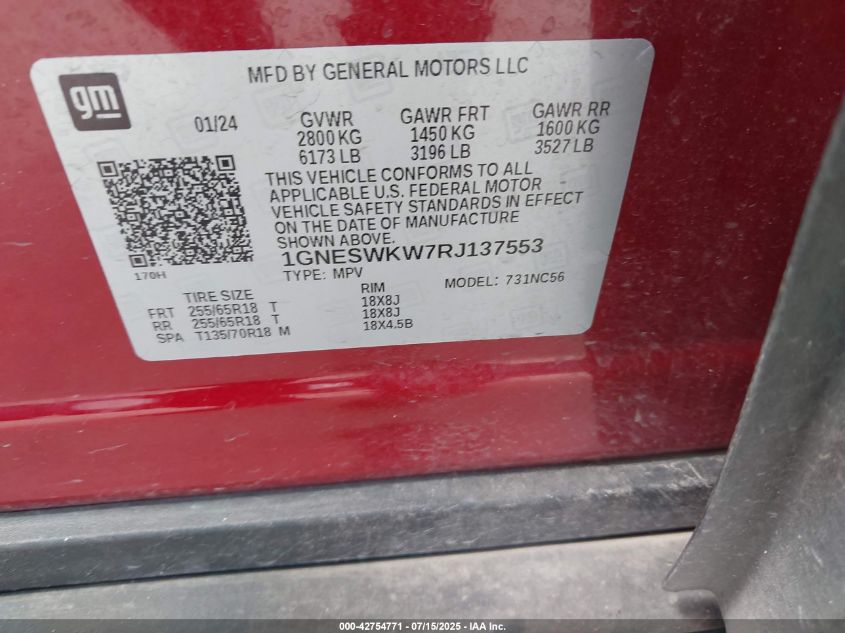 gm
MFD BY GENERAL MOTORS LLC
01/24
GVWR GAWR FRT GAWR RR
2800 KG 1450 KG 1600 KG
6173 LB 3196 LB 3527 LB
THIS VEHICLE CONFORMS TO ALL
APPLICABLE U.S. FEDERAL MOTOR
VEHICLE SAFETY STANDARDS IN EFFECT
ON THE DATE OF MANUFACTURE
SHOWN ABOVE.
170H
1GNESWKW7RJ137553
TYPE: MPV MODEL: 731NC56
TIRE SIZE RIM
FRT 255/65R18 T 18X8J
RR 255/65R18 T 18X8J
SPA T135/70R18 M 18X4.5B
000-42754771 - 07/15/2025 - IAA Inc.